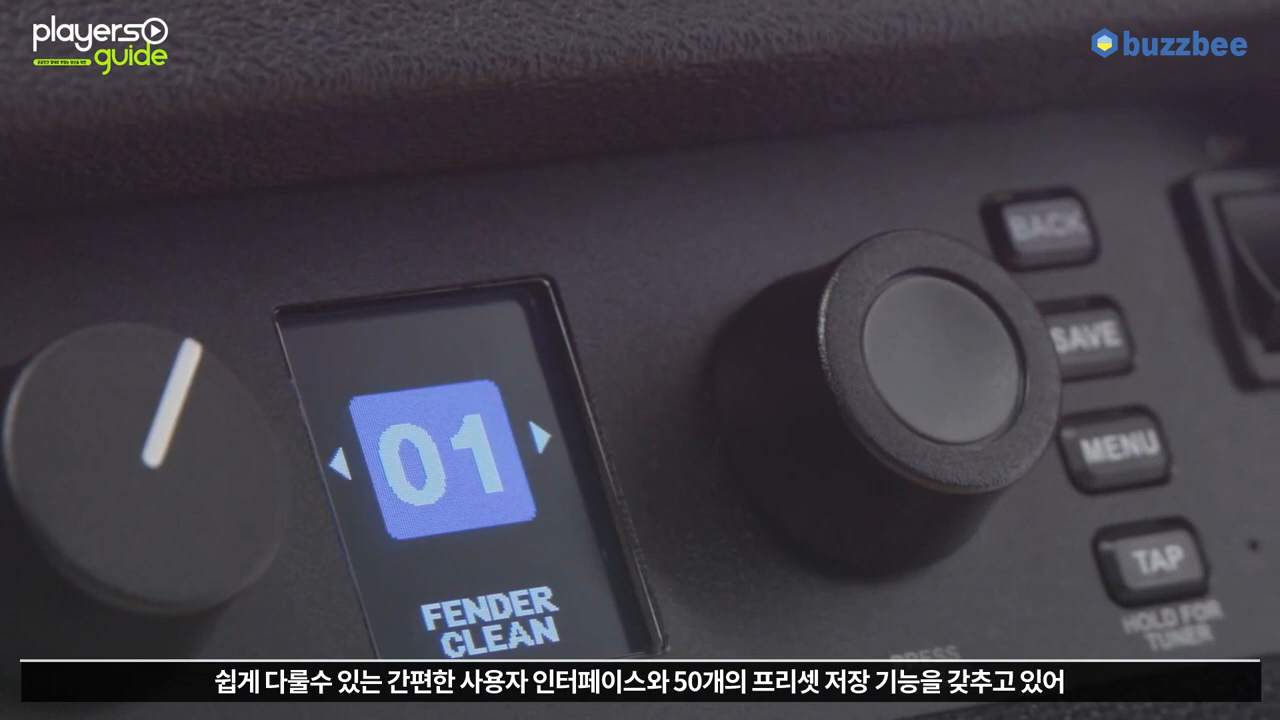 players
guide
buzzbee
BACK
SAVE
MENU
TAP
HOLD FOR
TUNER
01
FENDER
CLEAN
PRESS
쉽게 다룰수 있는 간편한 사용자 인터페이스와 50개의 프리셋 저장 기능을 갖추고 있어